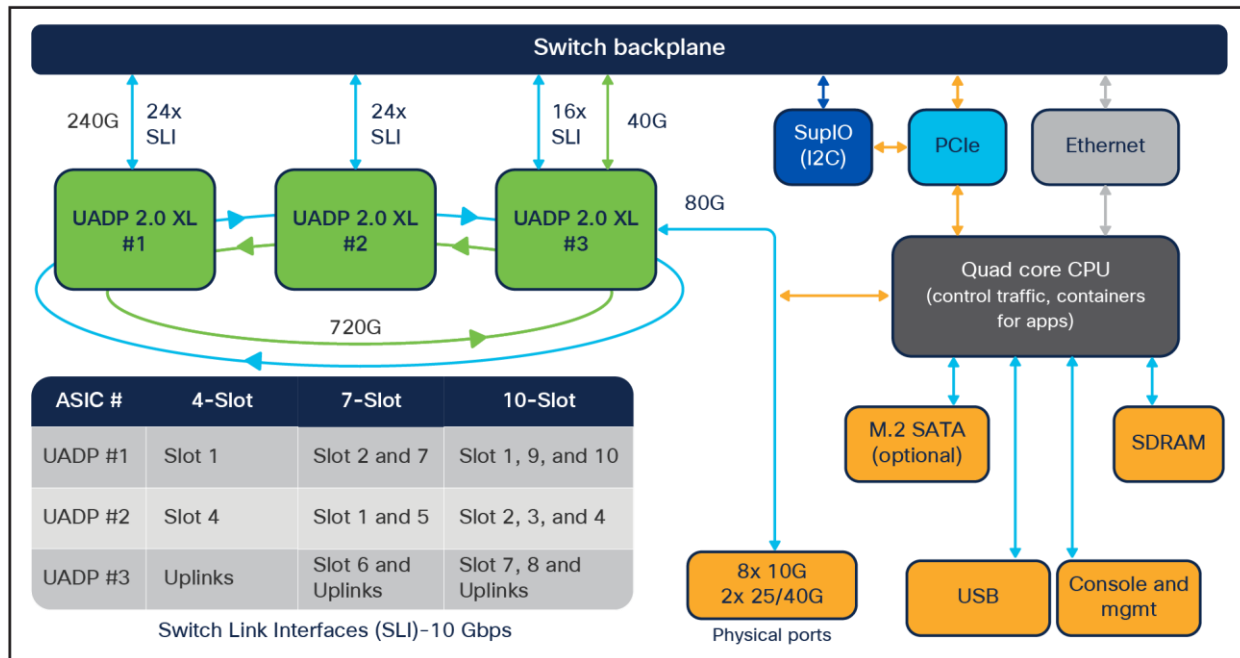 Switch backplane
240G
24x
SLI
24x
SLI
16x
SLI
40G
SupIO
(I2C)
PCIe
Ethernet
UADP 2.0 XL
#1
UADP 2.0 XL
#2
UADP 2.0 XL
#3
80G
720G
Quad core CPU
(control traffic, containers
for apps)
M.2 SATA
(optional)
SDRAM
USB
Console and
mgmt
8x 10G
2x 25/40G
Physical ports
ASIC # 4-Slot 7-Slot 10-Slot
UADP #1 Slot 1 Slot 2 and 7 Slot 1, 9, and 10
UADP #2 Slot 4 Slot 1 and 5 Slot 2, 3, and 4
UADP #3 Uplinks Slot 6 and Uplinks Slot 7, 8 and Uplinks
Switch Link Interfaces (SLI)-10 Gbps